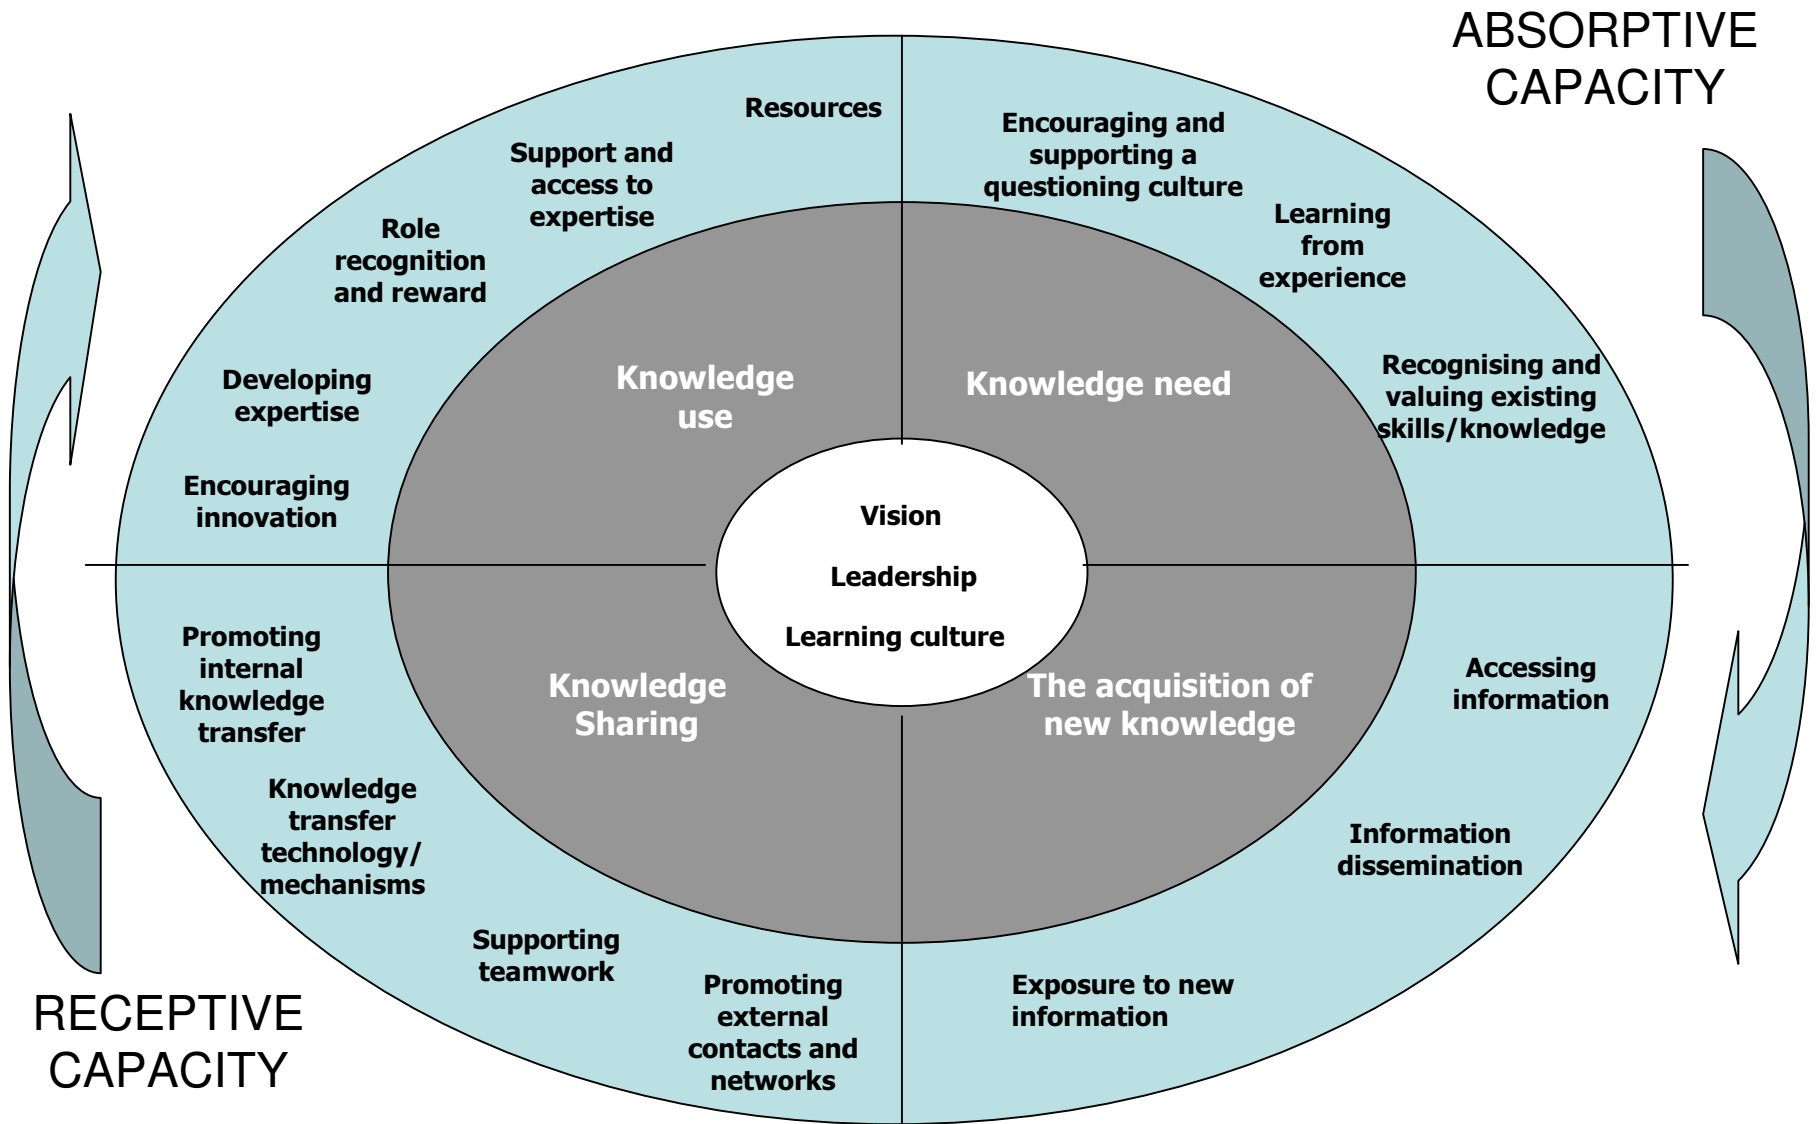 ABSORPTIVE
CAPACITY
Resources
Encouraging and
supporting a
questioning culture
Support and
access to
expertise
Learning
from
experience
Role
recognition
and reward
Recognising and
valuing existing
skills/knowledge
Developing
expertise
Knowledge
use
Knowledge need
Encouraging
innovation
Vision
Leadership
Learning culture
Promoting
internal
knowledge
transfer
Knowledge
Sharing
The acquisition of
new knowledge
Accessing
information
Knowledge
transfer
technology/
mechanisms
Information
dissemination
Supporting
teamwork
Promoting
external
contacts and
networks
Exposure to new
information
RECEPTIVE
CAPACITY